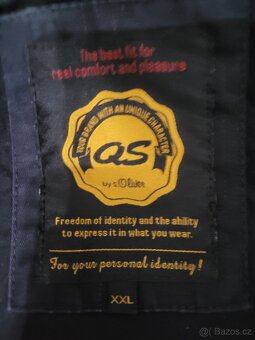 The best fit for
real comfort and pleasure
YOUR BRAND WITH AN UNIQUE CHARACTER
QS
by s.Oliver
Freedom of identity and the ability
to express it in what you wear.
For your personal identity!
XXL
Bazos.cz